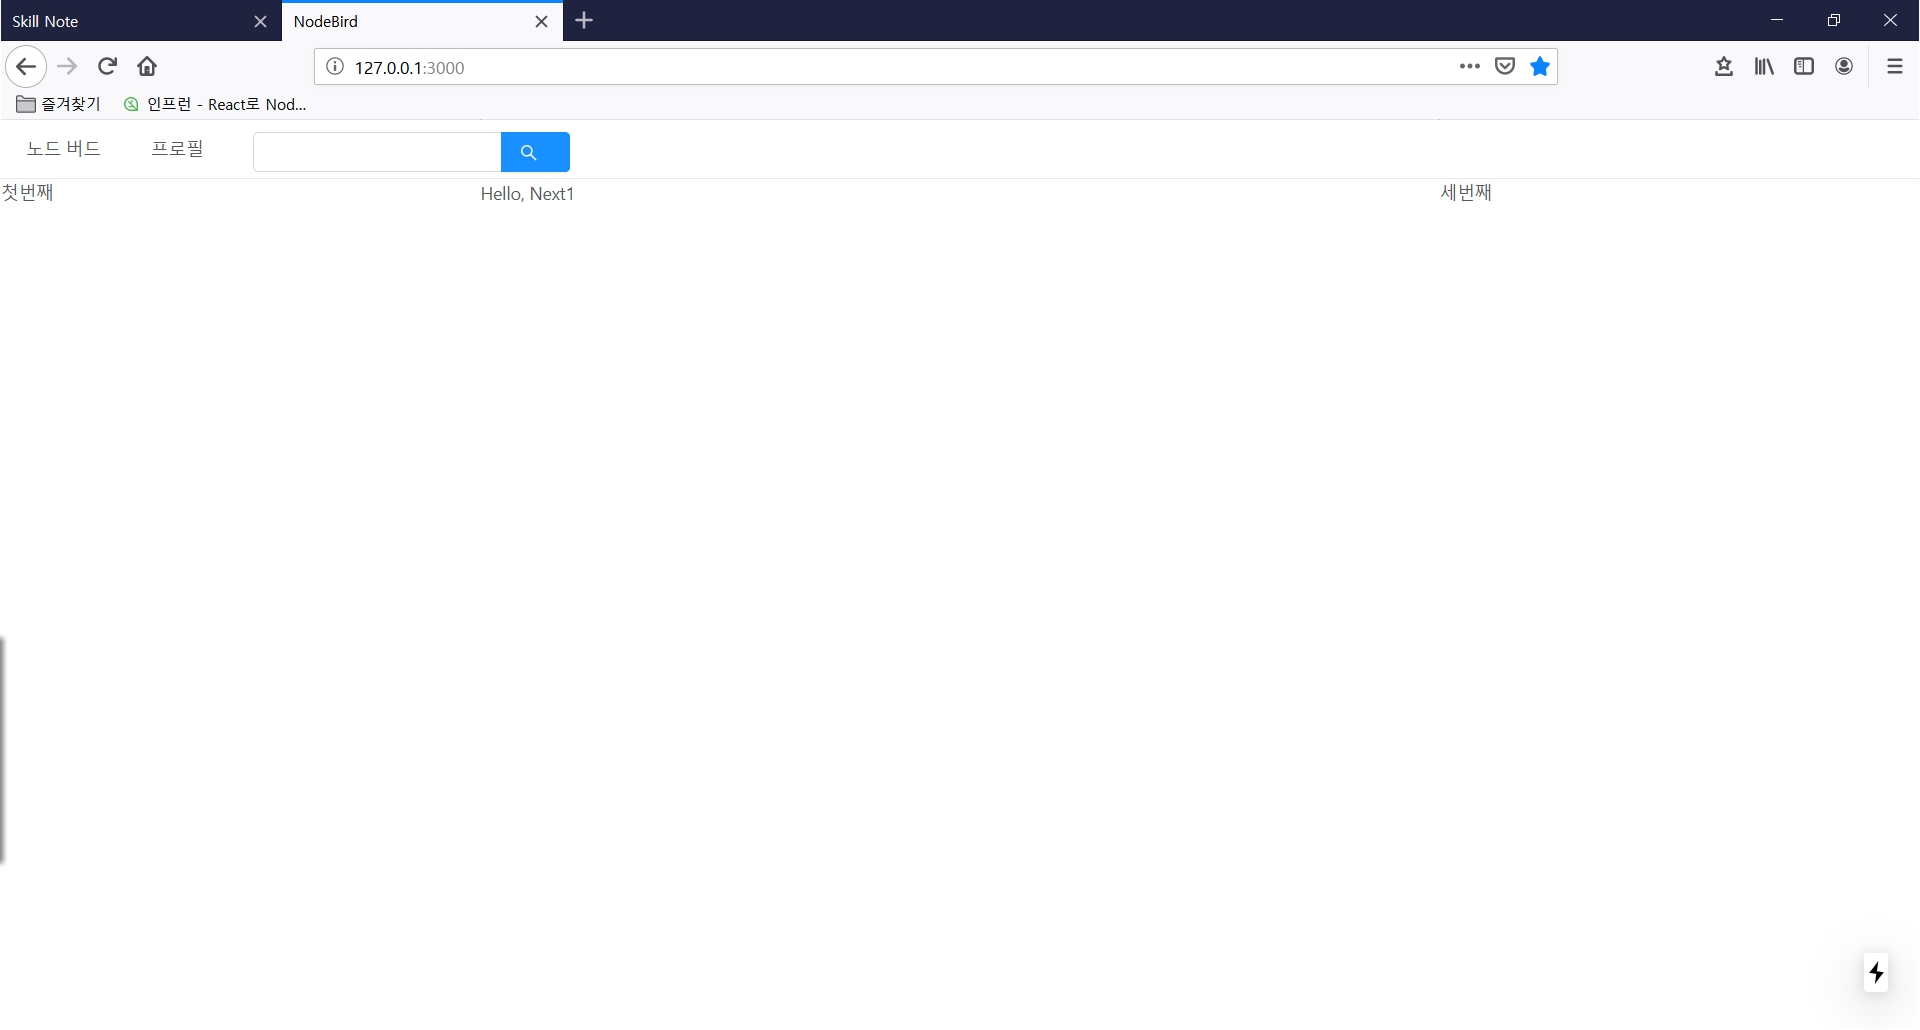 Skill Note
NodeBird
127.0.0.1:3000
즐겨찾기
인프런 - React로 Nod...
노드 버드
프로필
첫번째
Hello, Next1
세번째